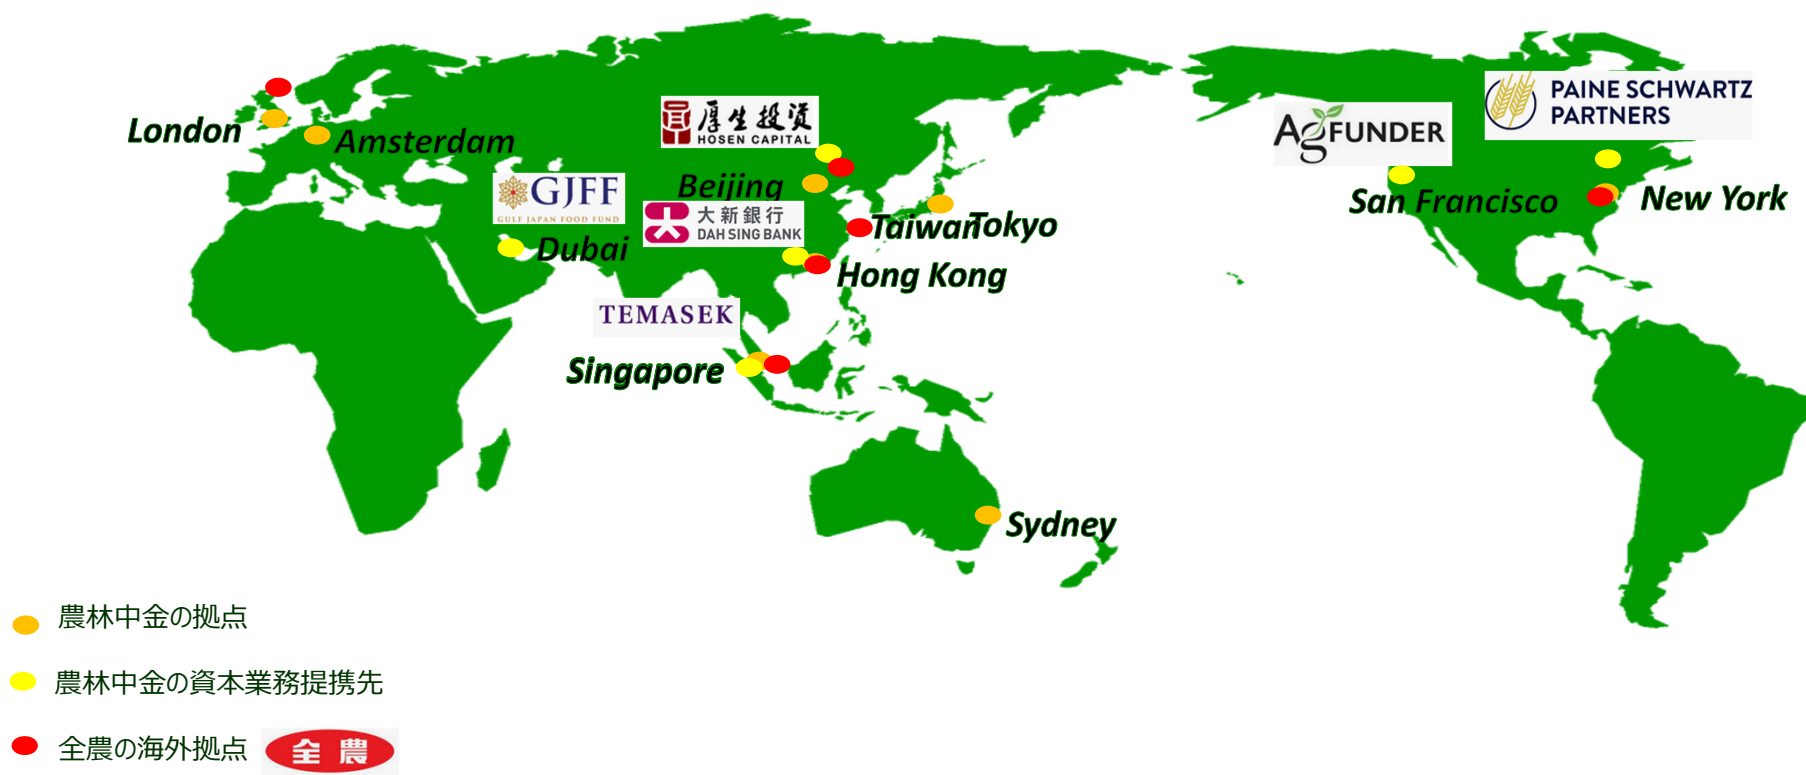 PAINE SCHWARTZ
PARTNERS
AgFUNDER
厚生投资
HOSEN CAPITAL
London
Amsterdam
GJFF
GULF JAPAN FOOD FUND
Beijing
San Francisco
New York
大新銀行
DAH SING BANK
Taiwan
Tokyo
Dubai
Hong Kong
TEMASEK
Singapore
Sydney
農林中金の拠点
農林中金の資本業務提携先
全農の海外拠点
全農